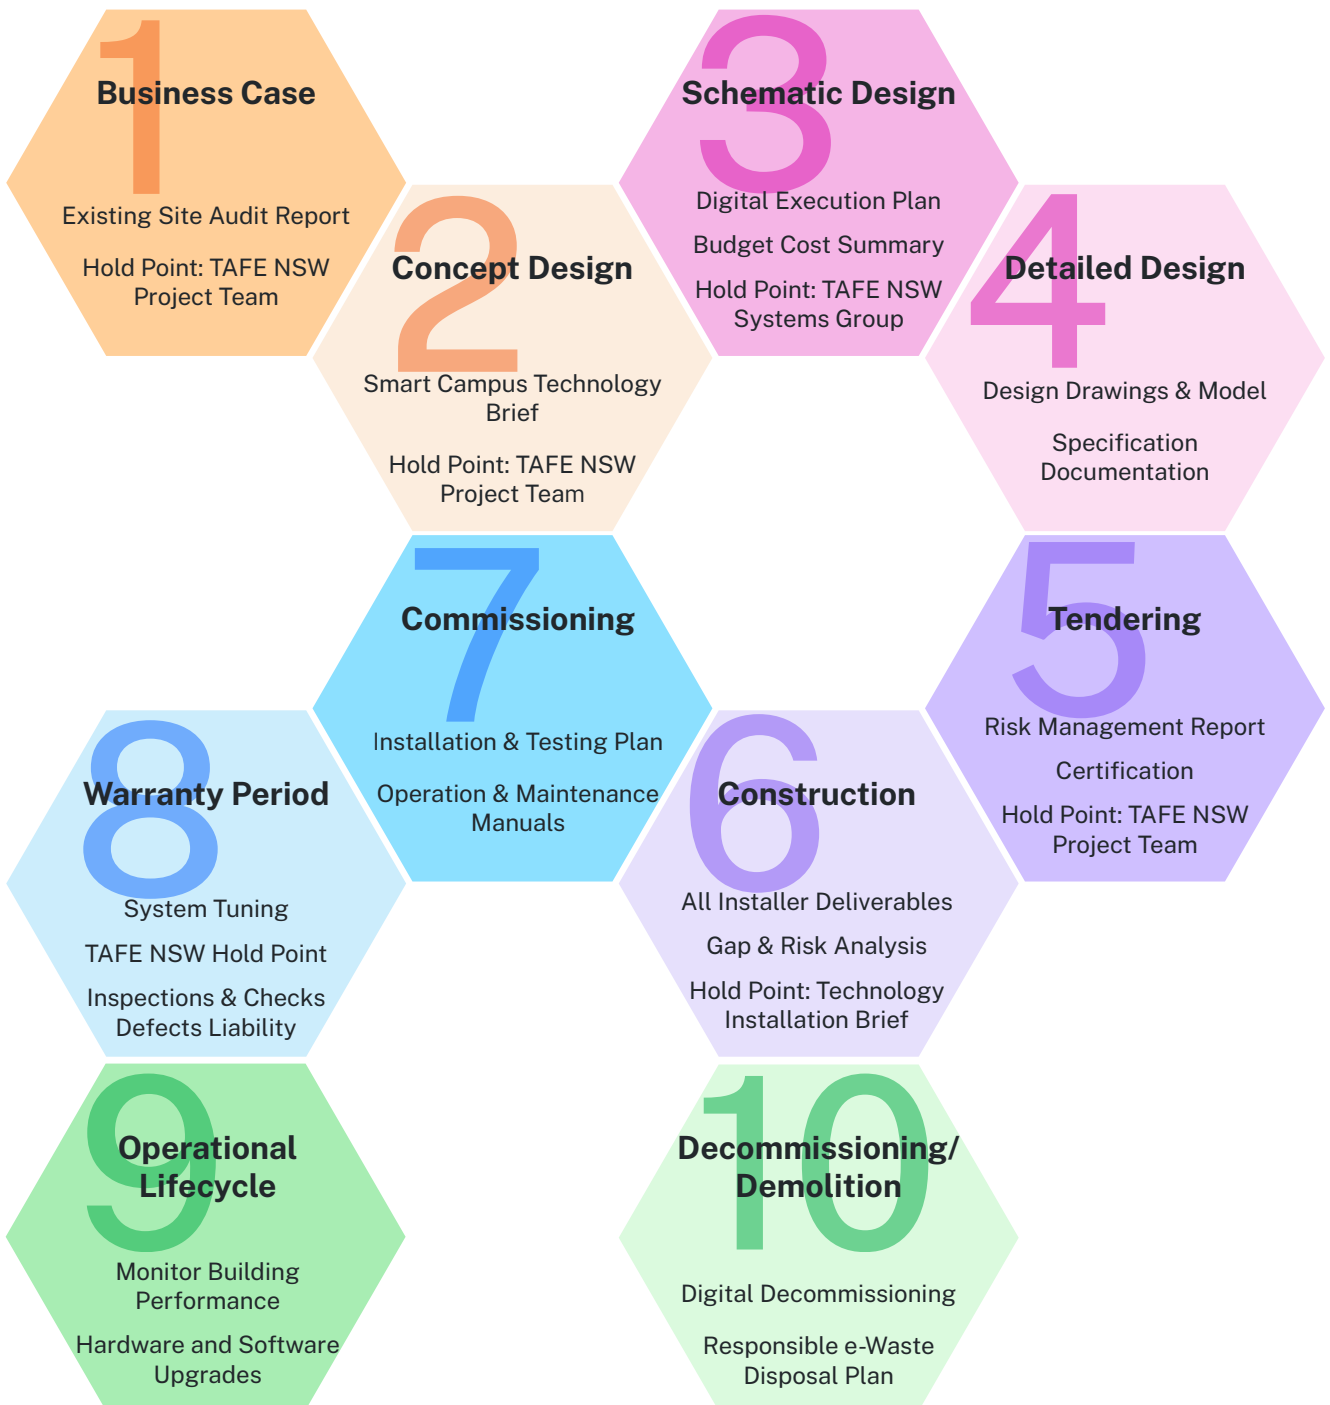 1
Business Case
Existing Site Audit Report
Hold Point: TAFE NSW
Project Team
2
Concept Design
Smart Campus Technology
Brief
Hold Point: TAFE NSW
Project Team
3
Schematic Design
Digital Execution Plan
Budget Cost Summary
Hold Point: TAFE NSW
Systems Group
4
Detailed Design
Design Drawings & Model
Specification
Documentation
5
Tendering
Risk Management Report
Certification
Hold Point: TAFE NSW
Project Team
6
Construction
All Installer Deliverables
Gap & Risk Analysis
Hold Point: Technology
Installation Brief
7
Commissioning
Installation & Testing Plan
Operation & Maintenance
Manuals
8
Warranty Period
System Tuning
TAFE NSW Hold Point
Inspections & Checks
Defects Liability
9
Operational
Lifecycle
Monitor Building
Performance
Hardware and Software
Upgrades
10
Decommissioning/
Demolition
Digital Decommissioning
Responsible e-Waste
Disposal Plan